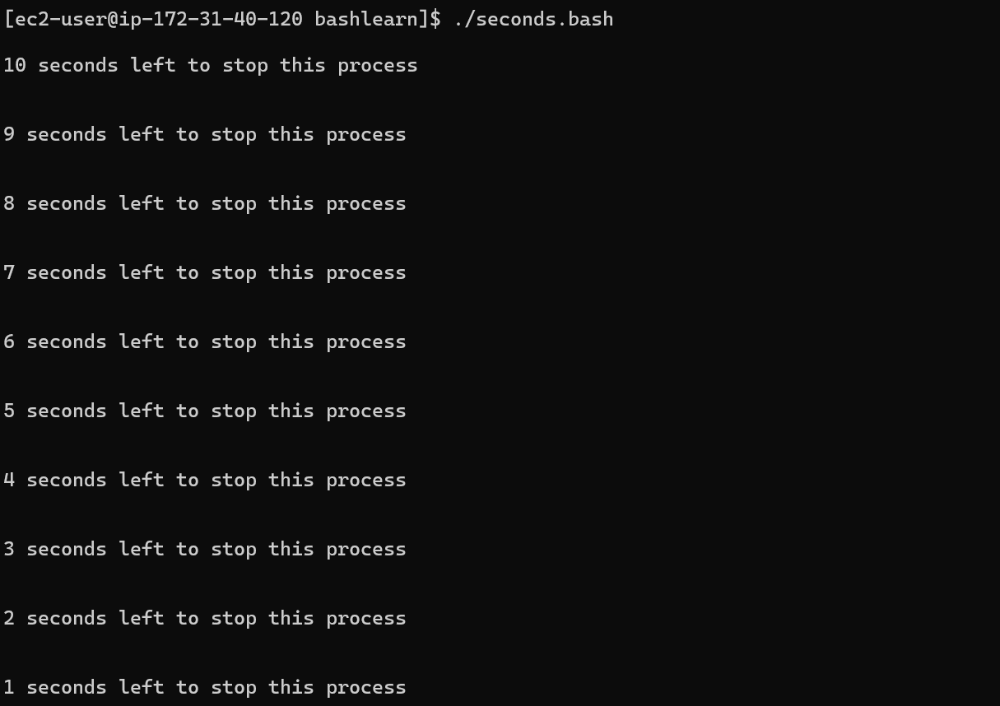 [ec2-user@ip-172-31-40-120 bashlearn]$ ./seconds.bash
10 seconds left to stop this process
9 seconds left to stop this process
8 seconds left to stop this process
7 seconds left to stop this process
6 seconds left to stop this process
5 seconds left to stop this process
4 seconds left to stop this process
3 seconds left to stop this process
2 seconds left to stop this process
1 seconds left to stop this process